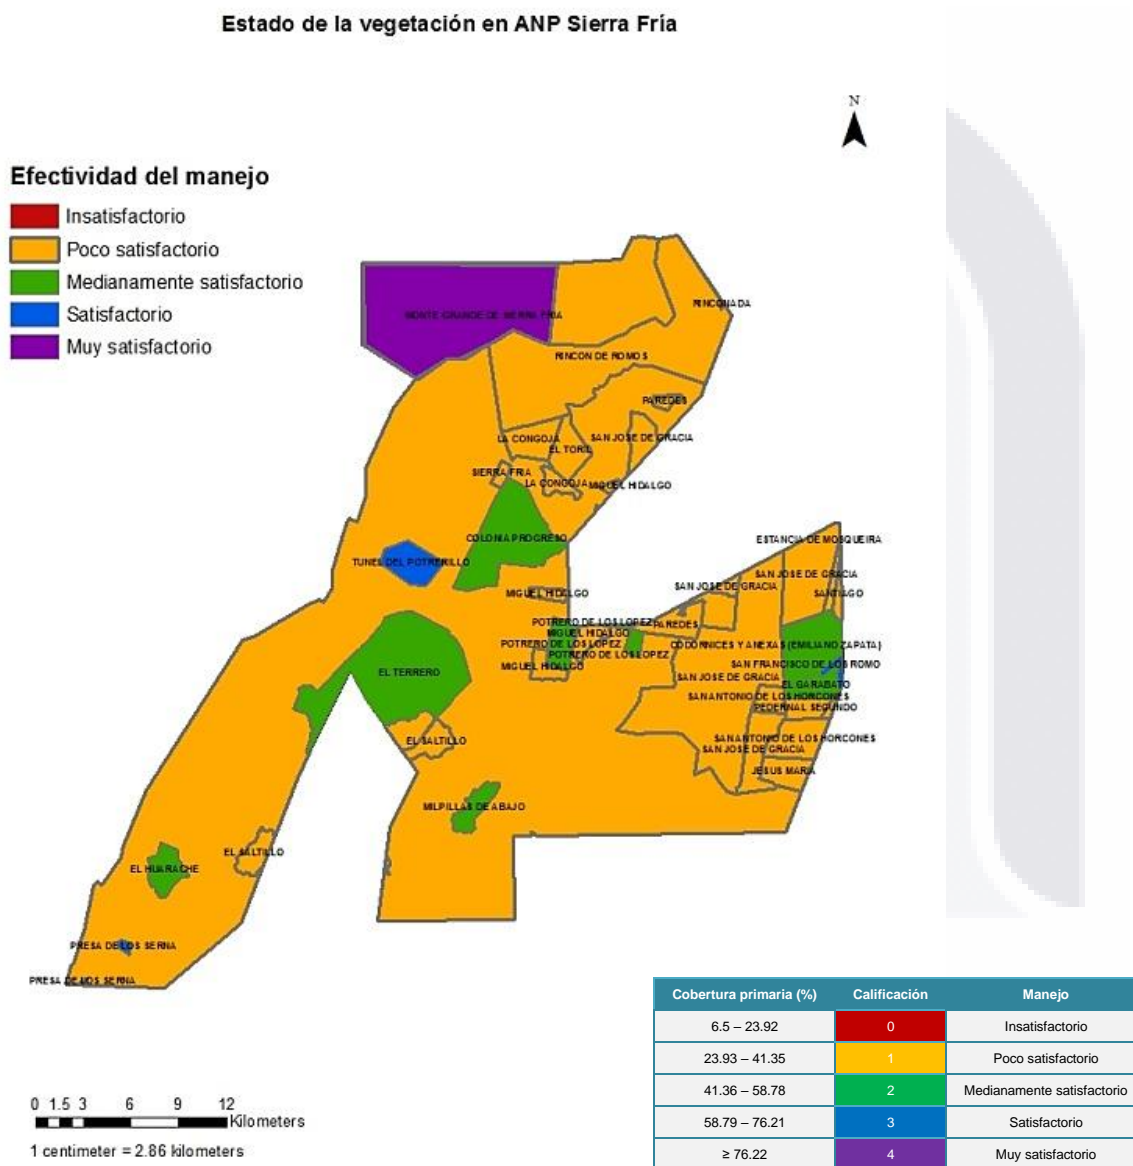 Estado de la vegetación en ANP Sierra Fría
N
Efectividad del manejo
Insatisfactorio
Poco satisfactorio
Medianamente satisfactorio
Satisfactorio
Muy satisfactorio
RINCONADA
MONTE GRANDE DE SIERRA FRIA
RINCON DE ROMOS
PAREDES
LA CONGOJA
SAN JOSE DE GRACIA
EL TORIL
SIERRA FRIA
LA CONGOJA
MIGUEL HIDALGO
COLONIA PROGRESO
ESTANCIA DE MOSQUEIRA
TUNES DEL POTRERILLO
SAN JOSE DE GRACIA
SAN JOSE DE GRACIA
MIGUEL HIDALGO
SANTIAGO
POTRERO DE LOS LOPEZ
PAREDES
MIGUEL HIDALGO
POTRERO DE LOS LOPEZ
CODORNICES Y ANEXAS (EMILIANO ZAPATA)
POTRERO DE LOS LOPEZ
MIGUEL HIDALGO
SAN FRANCISCO DE LOS ROMO
EL TERRERO
SAN JOSE DE GRACIA
EL GARABATO
SAN ANTONIO DE LOS HORCONES
PEDERNAL SEGUNDO
EL SALTILLO
SAN ANTONIO DE LOS HORCONES
SAN JOSE DE GRACIA
JESUS MARIA
MILPILLAS DE ABAJO
EL SALTILLO
EL HUARACHE
PRESA DE LOS SERNA
PRESA DE LOS SERNA
Cobertura primaria (%) Calificación Manejo
6.5 – 23.92 0 Insatisfactorio
23.93 – 41.35 1 Poco satisfactorio
41.36 – 58.78 2 Medianamente satisfactorio
58.79 – 76.21 3 Satisfactorio
≥ 76.22 4 Muy satisfactorio
0 1.5 3 6 9 12
Kilometers
1 centimeter = 2.86 kilometers